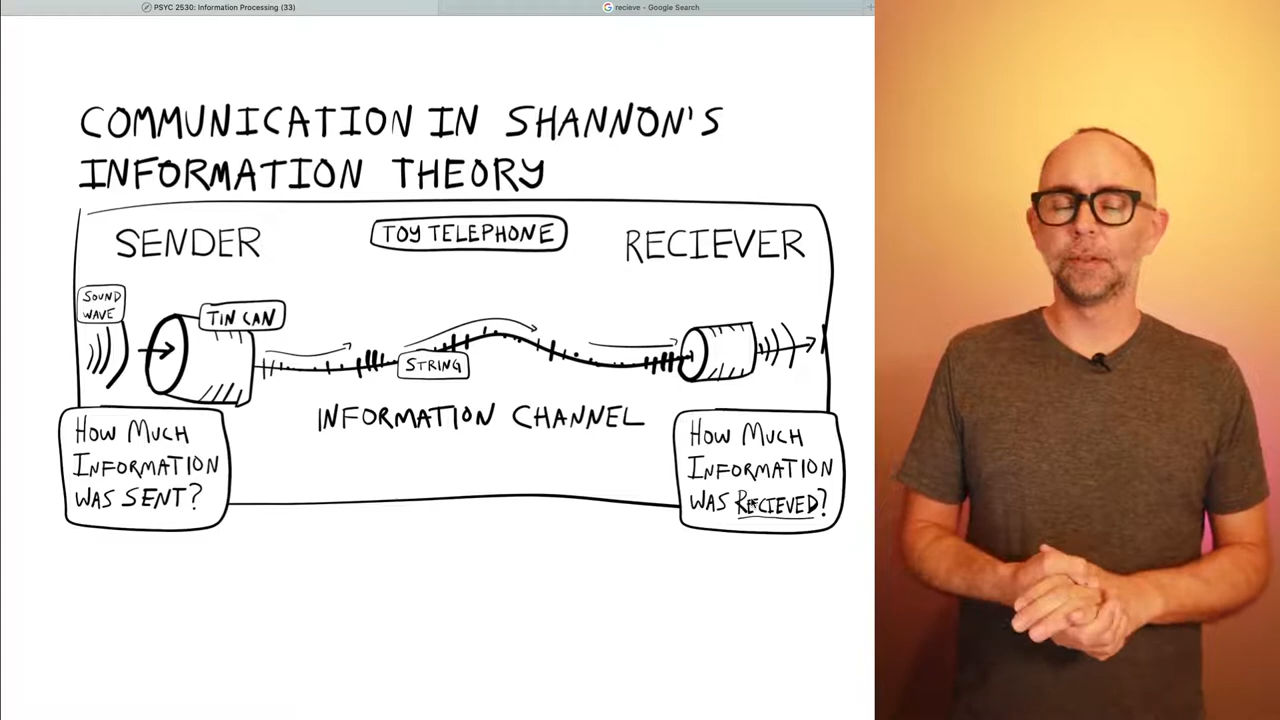 PSYC 2530: Information Processing (33)
recieve - Google Search
COMMUNICATION IN SHANNON'S
INFORMATION THEORY
SENDER
TOY TELEPHONE
RECIEVER
SOUND
WAVE
TIN CAN
STRING
INFORMATION CHANNEL
HOW MUCH
INFORMATION
WAS SENT?
HOW MUCH
INFORMATION
WAS RECIEVED?